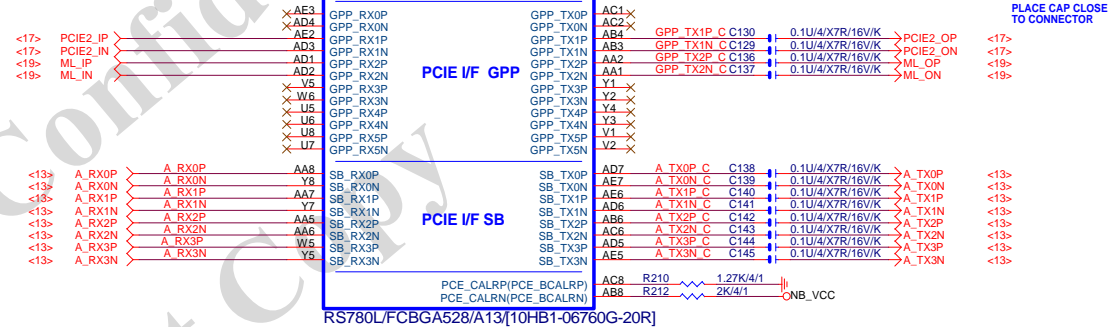 PLACE CAP CLOSE
TO CONNECTOR
AE3 GPP_RX0P GPP_TX0P AC1
AD4 GPP_RX0N GPP_TX0N AC2
<17> PCIE2_IP AE2 GPP_RX1P GPP_TX1P AB4 GPP_TX1P_C C130 0.1U/4/X7R/16V/K PCIE2_OP <17>
<17> PCIE2_IN AD3 GPP_RX1N GPP_TX1N AB3 GPP_TX1N_C C129 0.1U/4/X7R/16V/K PCIE2_ON <17>
<19> ML_IP AD1 GPP_RX2P GPP_TX2P AA2 GPP_TX2P_C C136 0.1U/4/X7R/16V/K ML_OP <19>
<19> ML_IN AD2 GPP_RX2N GPP_TX2N AA1 GPP_TX2N_C C137 0.1U/4/X7R/16V/K ML_ON <19>
PCIE I/F GPP
V5 GPP_RX3P GPP_TX3P Y1
W6 GPP_RX3N GPP_TX3N Y2
U5 GPP_RX4P GPP_TX4P Y4
U6 GPP_RX4N GPP_TX4N Y3
U8 GPP_RX5P GPP_TX5P V1
U7 GPP_RX5N GPP_TX5N V2
<13> A_RX0P A_RX0P AA8 SB_RX0P SB_TX0P AD7 A_TX0P_C C138 0.1U/4/X7R/16V/K A_TX0P <13>
<13> A_RX0N A_RX0N Y8 SB_RX0N SB_TX0N AE7 A_TX0N_C C139 0.1U/4/X7R/16V/K A_TX0N <13>
<13> A_RX1P A_RX1P AA7 SB_RX1P SB_TX1P AE6 A_TX1P_C C140 0.1U/4/X7R/16V/K A_TX1P <13>
<13> A_RX1N A_RX1N Y7 SB_RX1N SB_TX1N AD6 A_TX1N_C C141 0.1U/4/X7R/16V/K A_TX1N <13>
PCIE I/F SB
<13> A_RX2P A_RX2P AA5 SB_RX2P SB_TX2P AB6 A_TX2P_C C142 0.1U/4/X7R/16V/K A_TX2P <13>
<13> A_RX2N A_RX2N AA6 SB_RX2N SB_TX2N AC6 A_TX2N_C C143 0.1U/4/X7R/16V/K A_TX2N <13>
<13> A_RX3P A_RX3P W5 SB_RX3P SB_TX3P AD5 A_TX3P_C C144 0.1U/4/X7R/16V/K A_TX3P <13>
<13> A_RX3N A_RX3N Y5 SB_RX3N SB_TX3N AE5 A_TX3N_C C145 0.1U/4/X7R/16V/K A_TX3N <13>
PCE_CALRP(PCE_BCALRP) AC8 R210 1.27K/4/1
PCE_CALRN(PCE_BCALRN) AB8 R212 2K/4/1 NB_VCC
RS780L/FCBGA528/A13/[10HB1-06760G-20R]